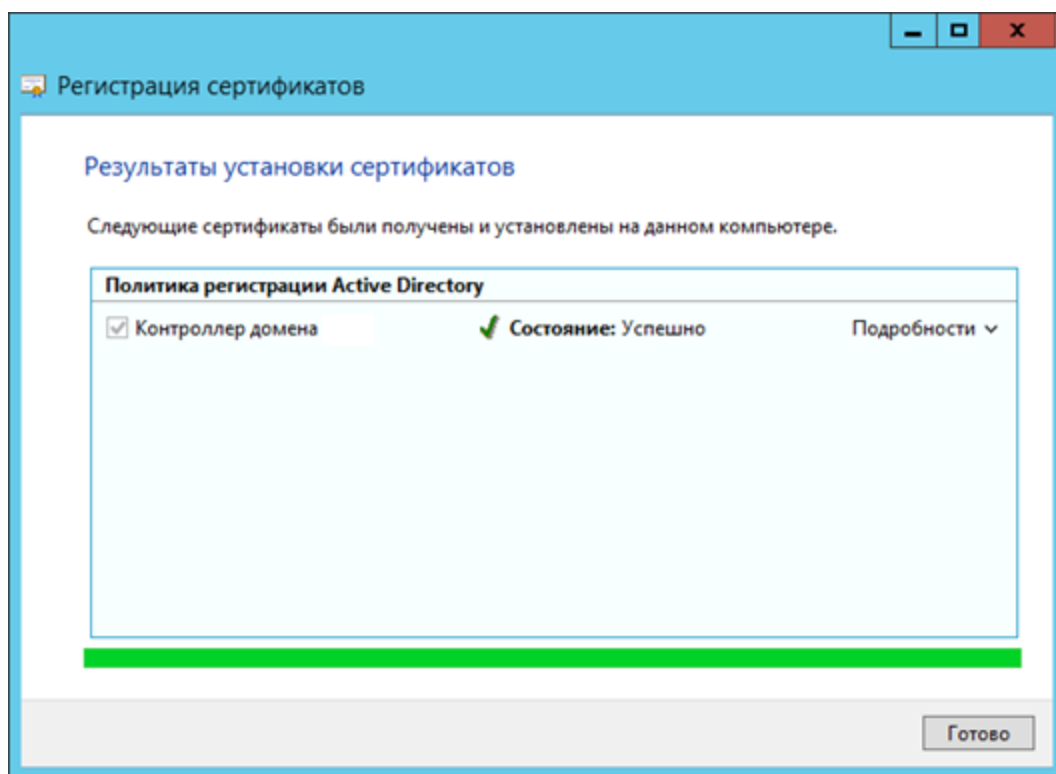 Регистрация сертификатов
Результаты установки сертификатов
Следующие сертификаты были получены и установлены на данном компьютере.
Политика регистрации Active Directory
Контроллер домена Состояние: Успешно Подробности
Готово